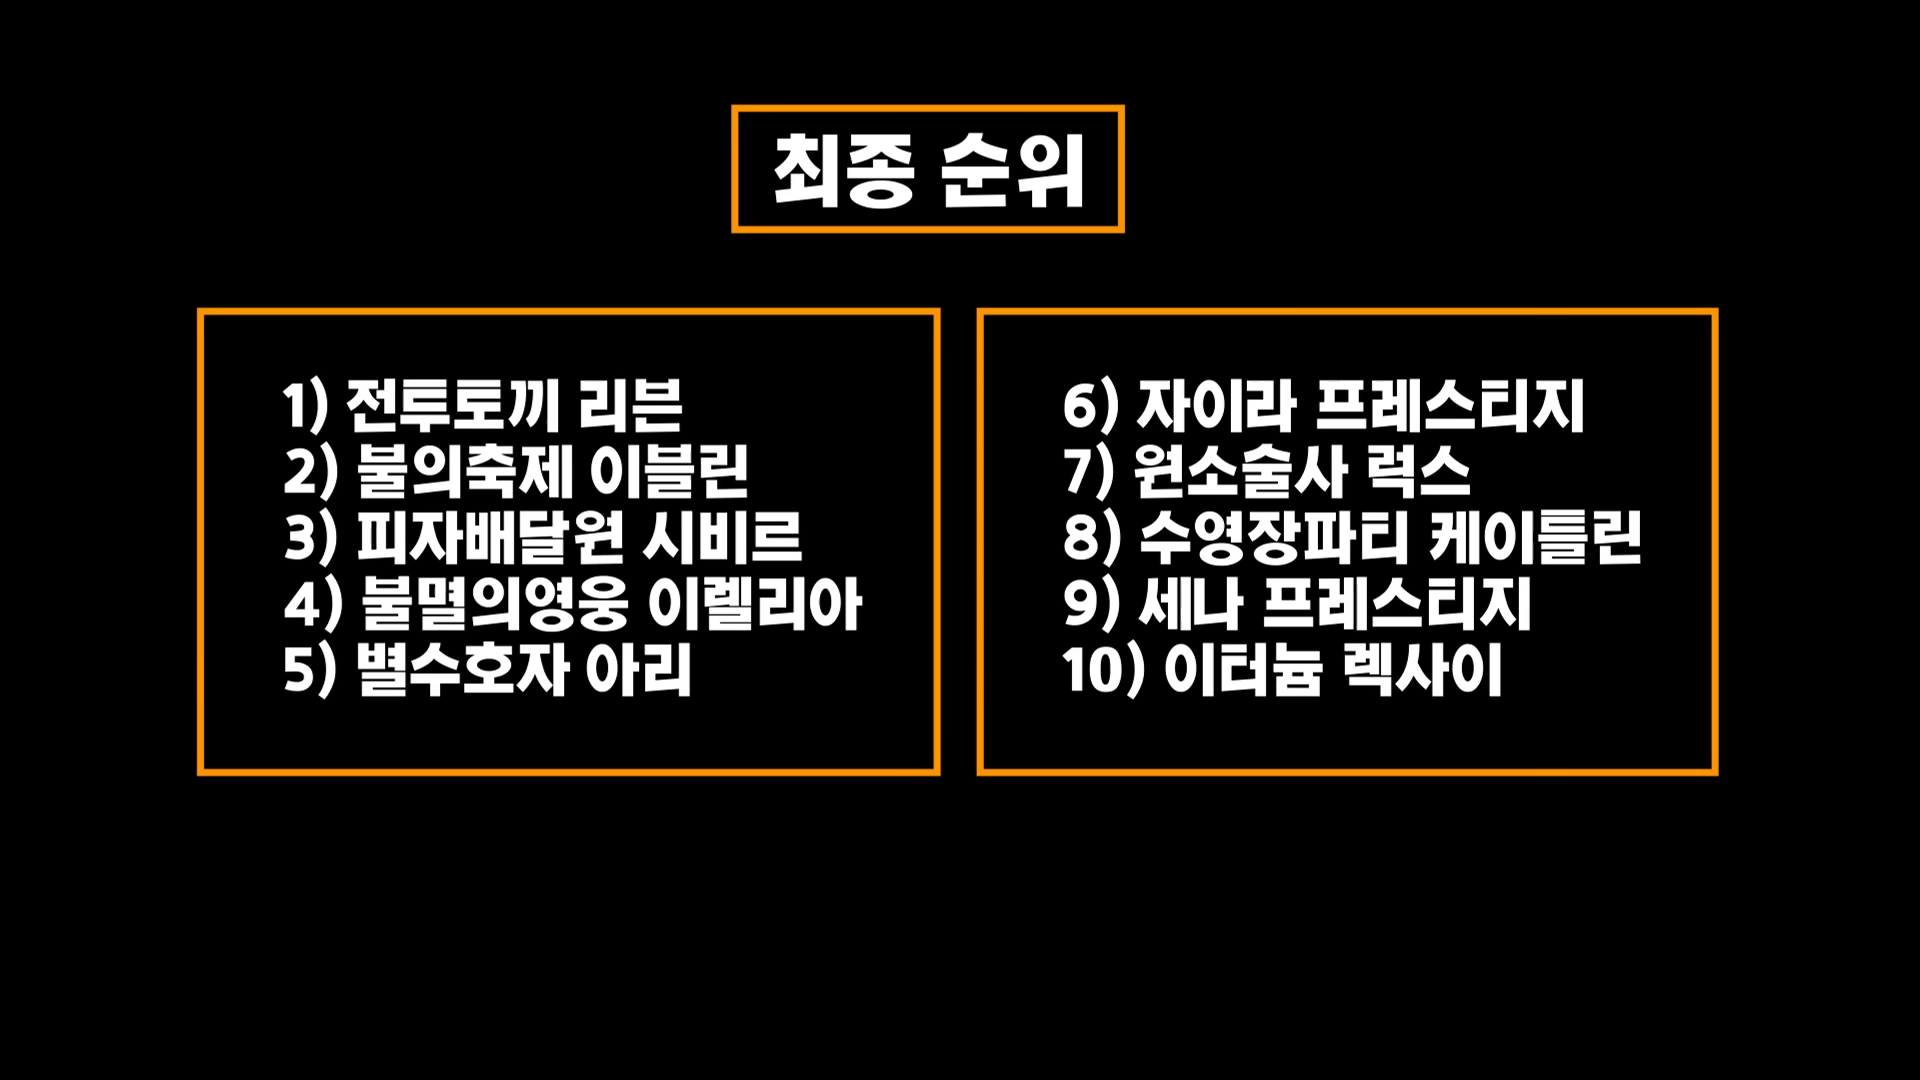 최종 순위
1) 전투토끼 리븐
2) 불의축제 이블린
3) 피자배달원 시비르
4) 불멸의영웅 이렐리아
5) 별수호자 아리
6) 자이라 프레스티지
7) 원소술사 럭스
8) 수영장파티 케이틀린
9) 세나 프레스티지
10) 이터늄 렉사이